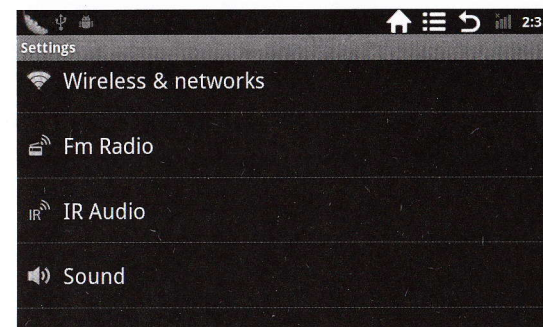 2:3
Settings
Wireless & networks
Fm Radio
IR
IR Audio
Sound